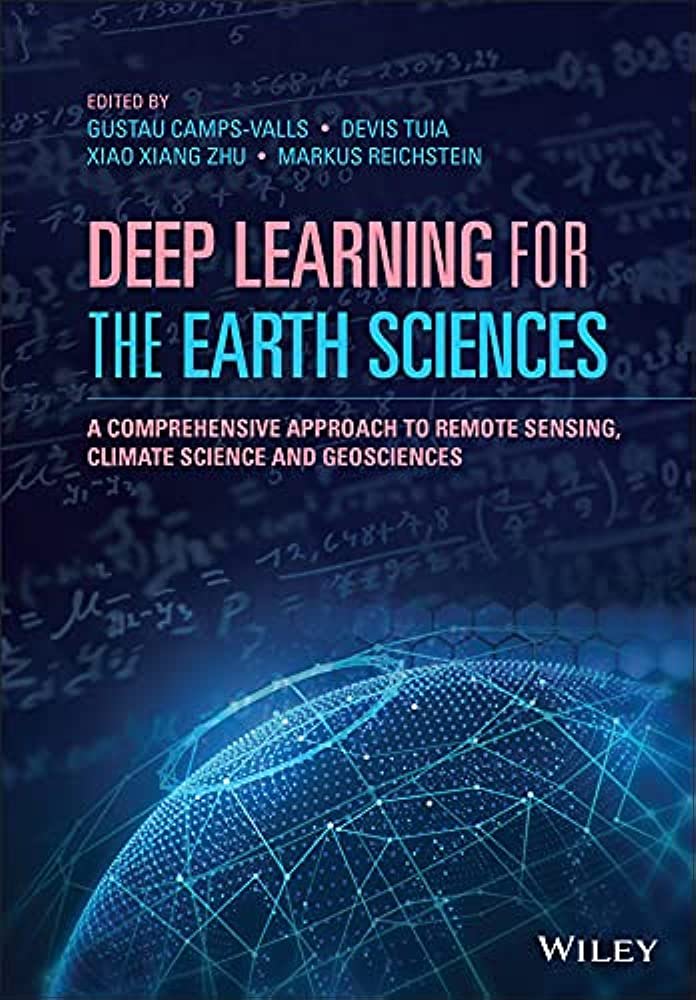 EDITED BY
GUSTAU CAMPS-VALLS • DEVIS TUIA
XIAO XIANG ZHU • MARKUS REICHSTEIN
DEEP LEARNING FOR
THE EARTH SCIENCES
A COMPREHENSIVE APPROACH TO REMOTE SENSING,
CLIMATE SCIENCE AND GEOSCIENCES
WILEY